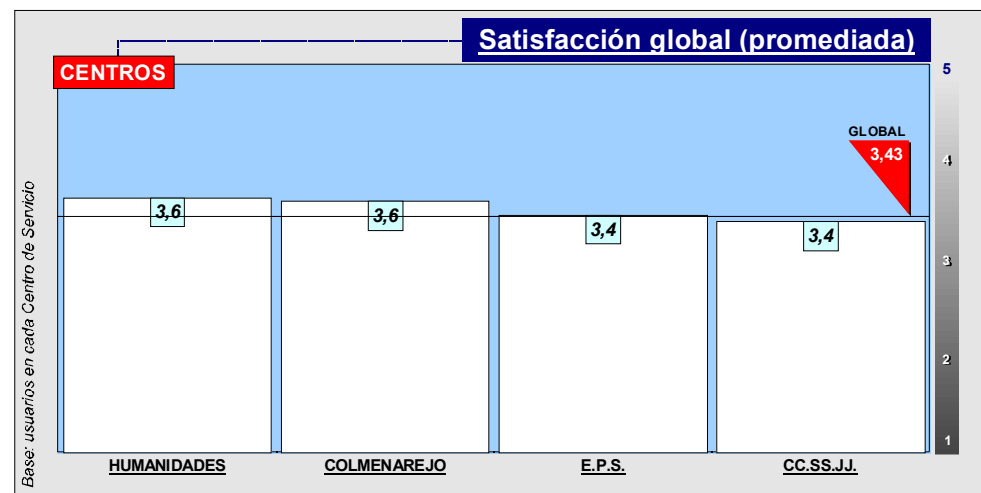 Satisfacción global (promediada)
CENTROS
5
GLOBAL
3,43
4
3,6
3,6
3,4
3,4
3
2
1
Base: usuarios en cada Centro de Servicio
HUMANIDADES
COLMENAREJO
E.P.S.
CC.SS.JJ.